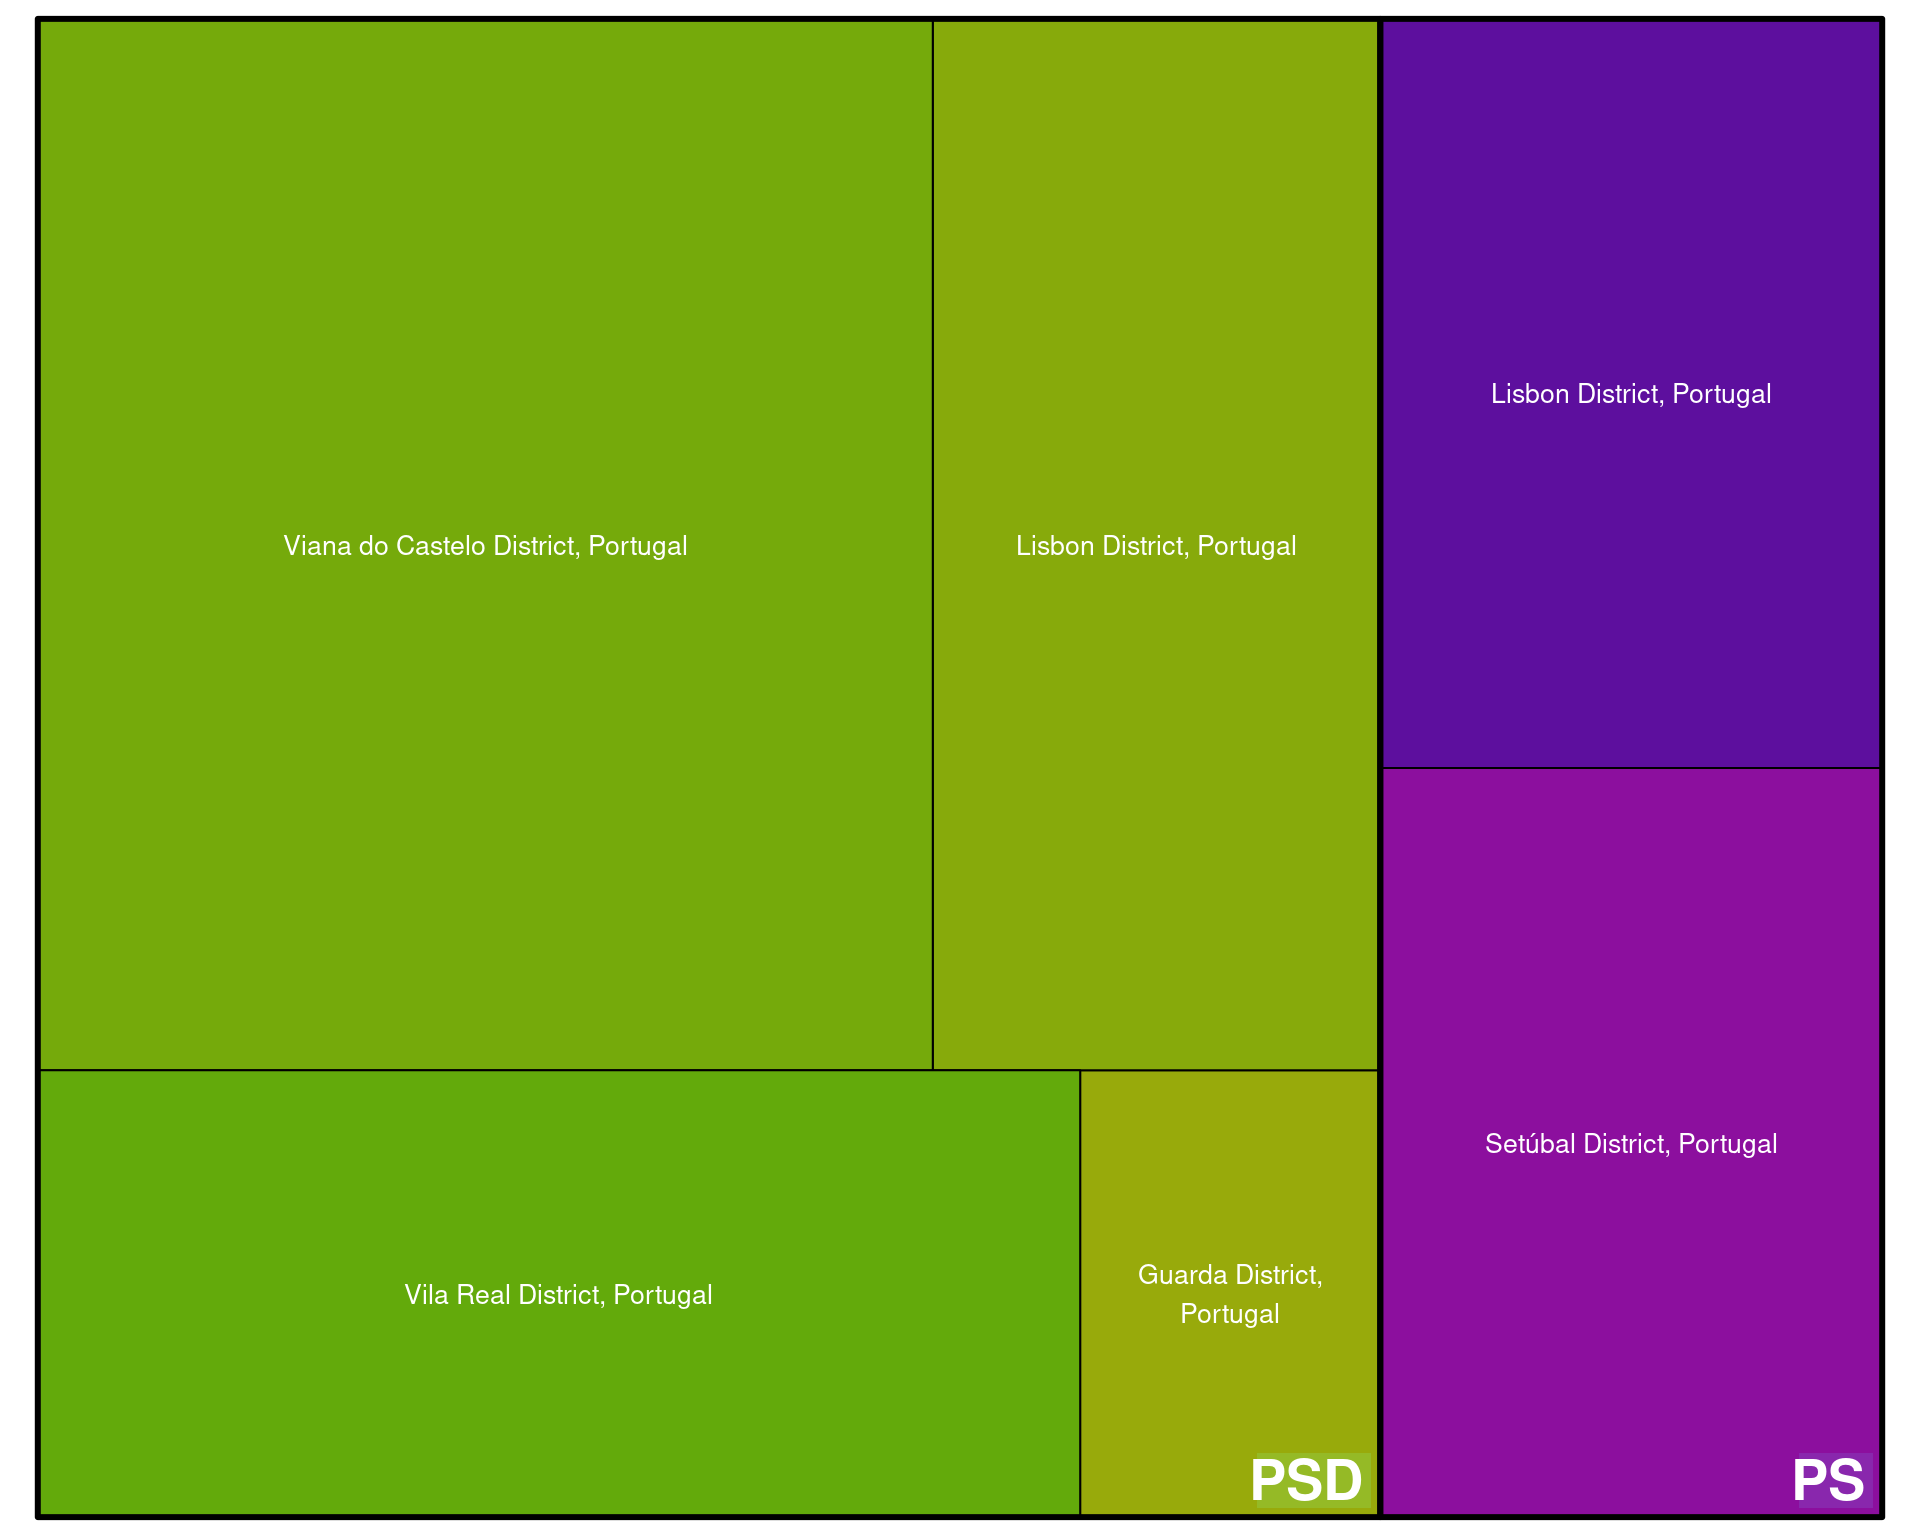 Viana do Castelo District, Portugal
Lisbon District, Portugal
Lisbon District, Portugal
Setúbal District, Portugal
Vila Real District, Portugal
Guarda District,
Portugal
PSD
PS